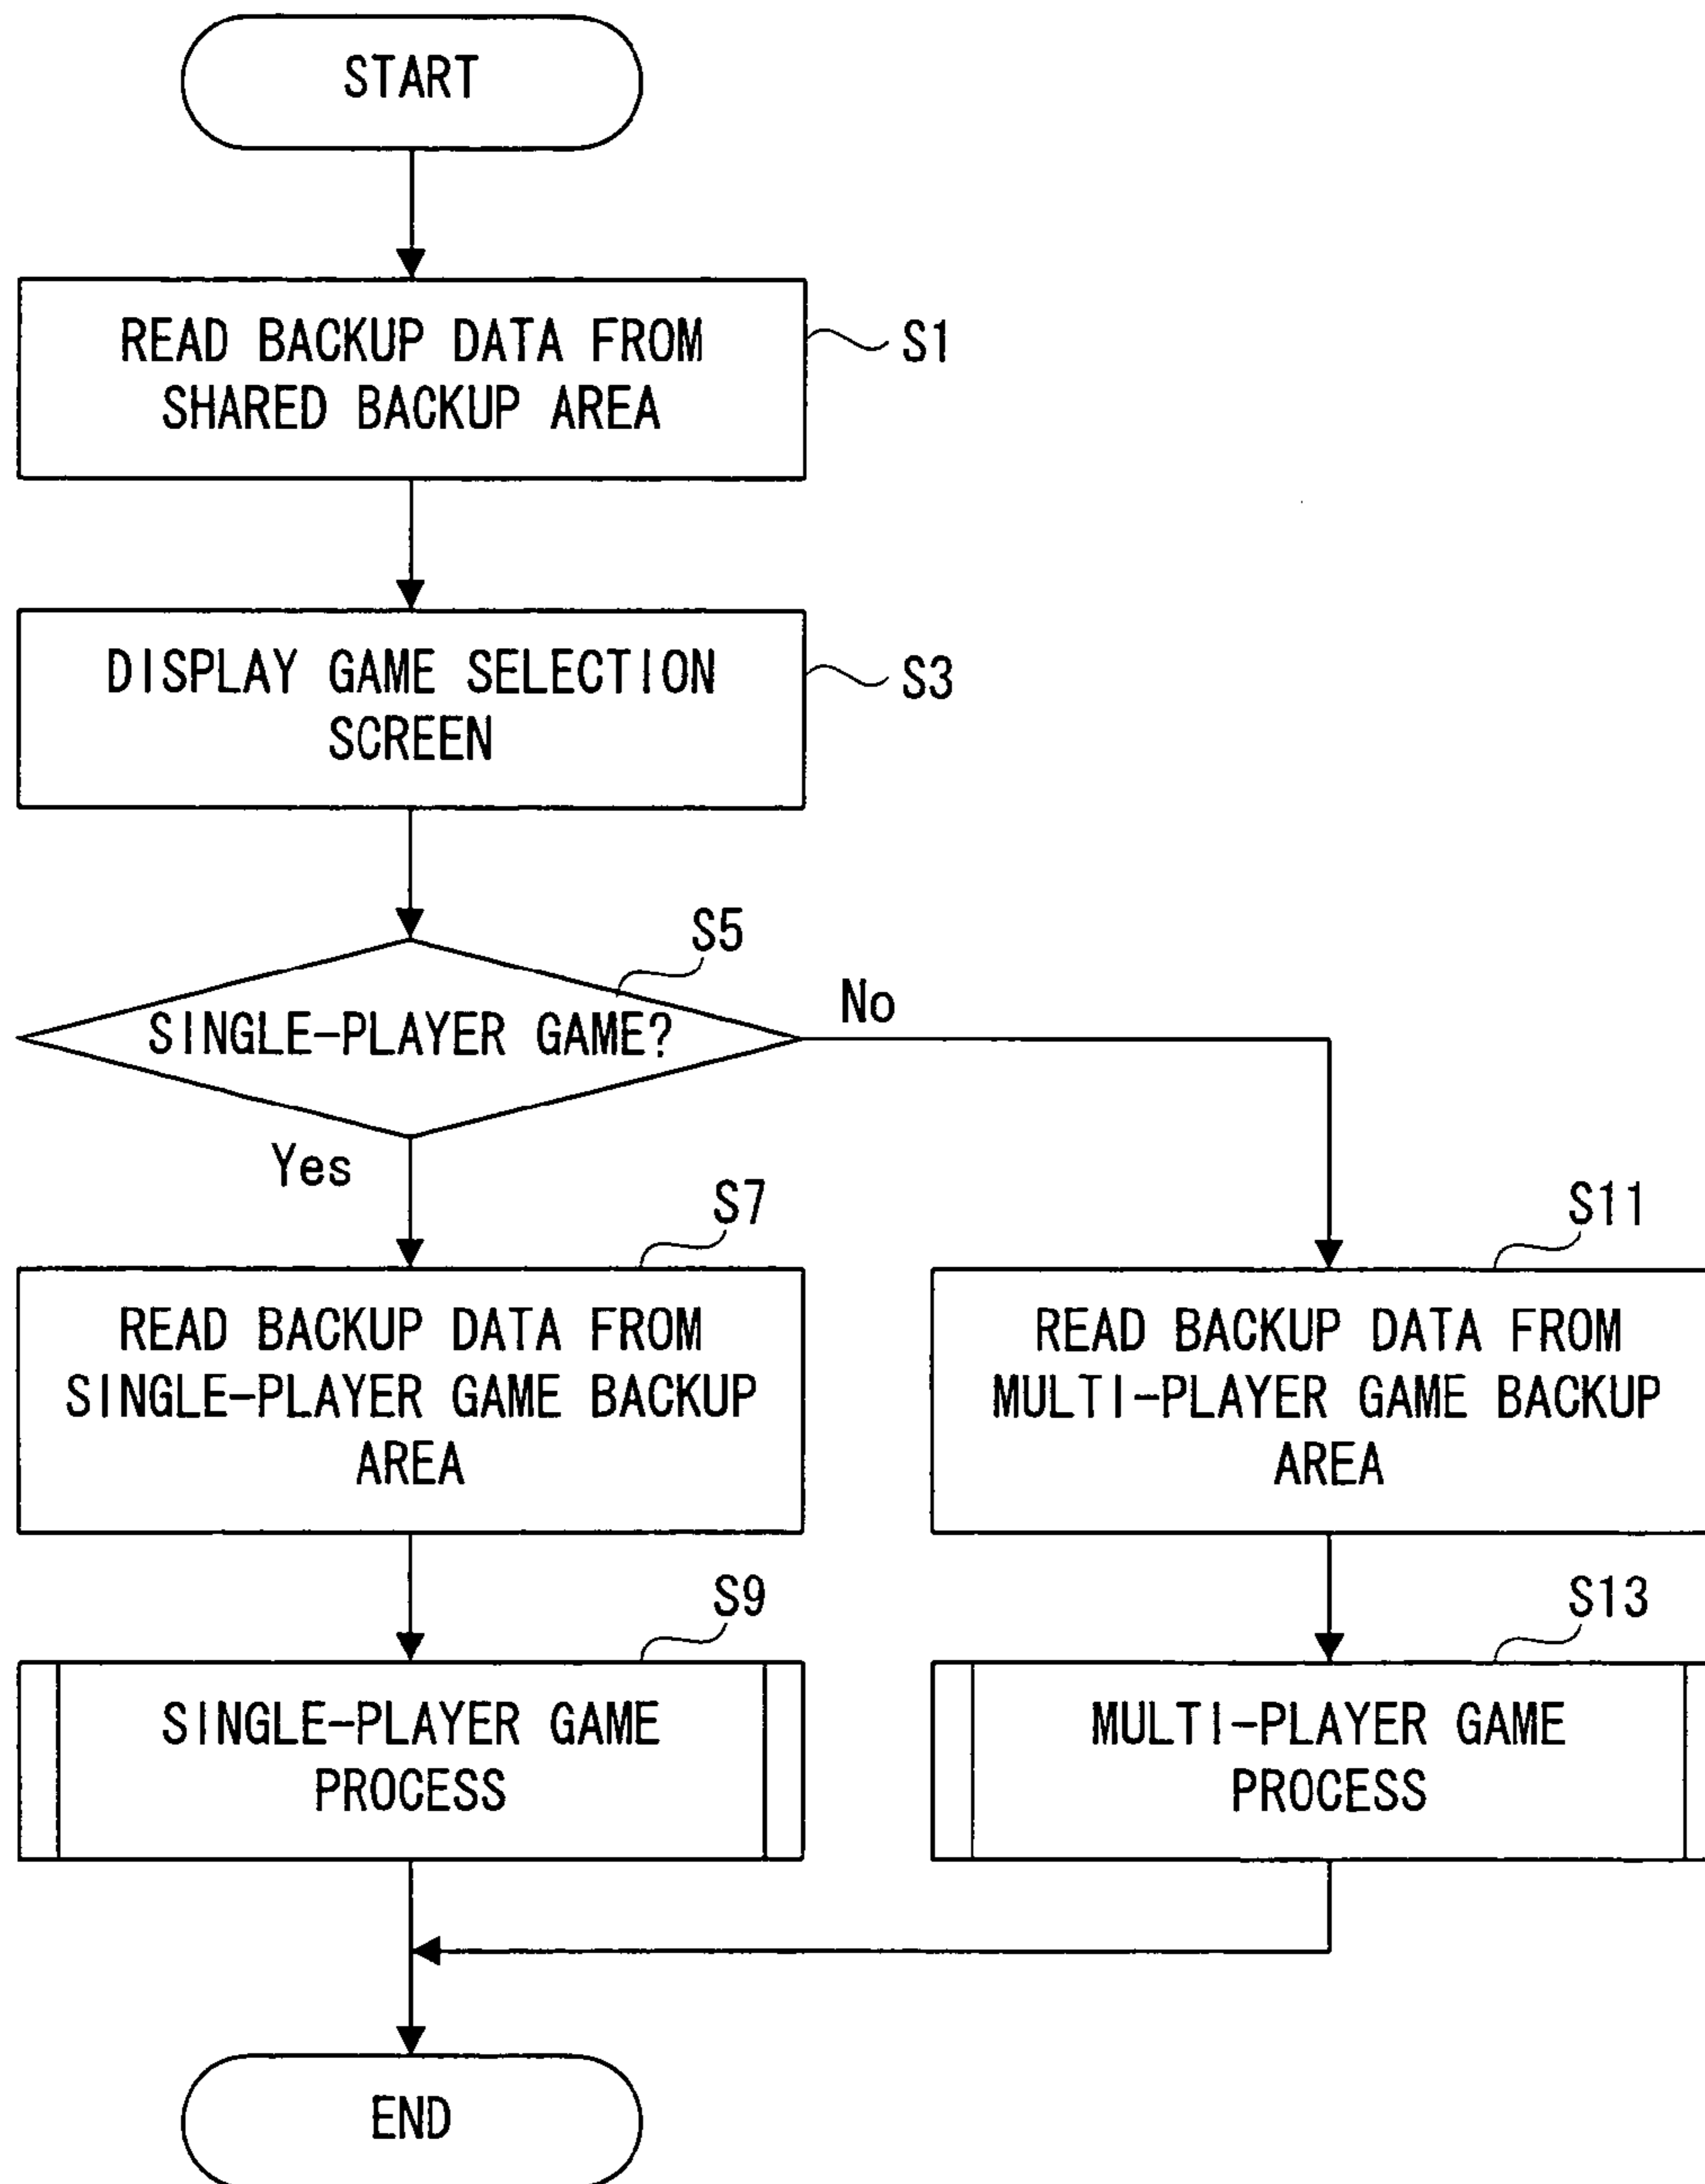 START
READ BACKUP DATA FROM
SHARED BACKUP AREA
S1
DISPLAY GAME SELECTION
SCREEN
S3
S5
SINGLE-PLAYER GAME?
No
Yes
S7
READ BACKUP DATA FROM
SINGLE-PLAYER GAME BACKUP
AREA
S11
READ BACKUP DATA FROM
MULTI-PLAYER GAME BACKUP
AREA
S9
SINGLE-PLAYER GAME
PROCESS
S13
MULTI-PLAYER GAME
PROCESS
END